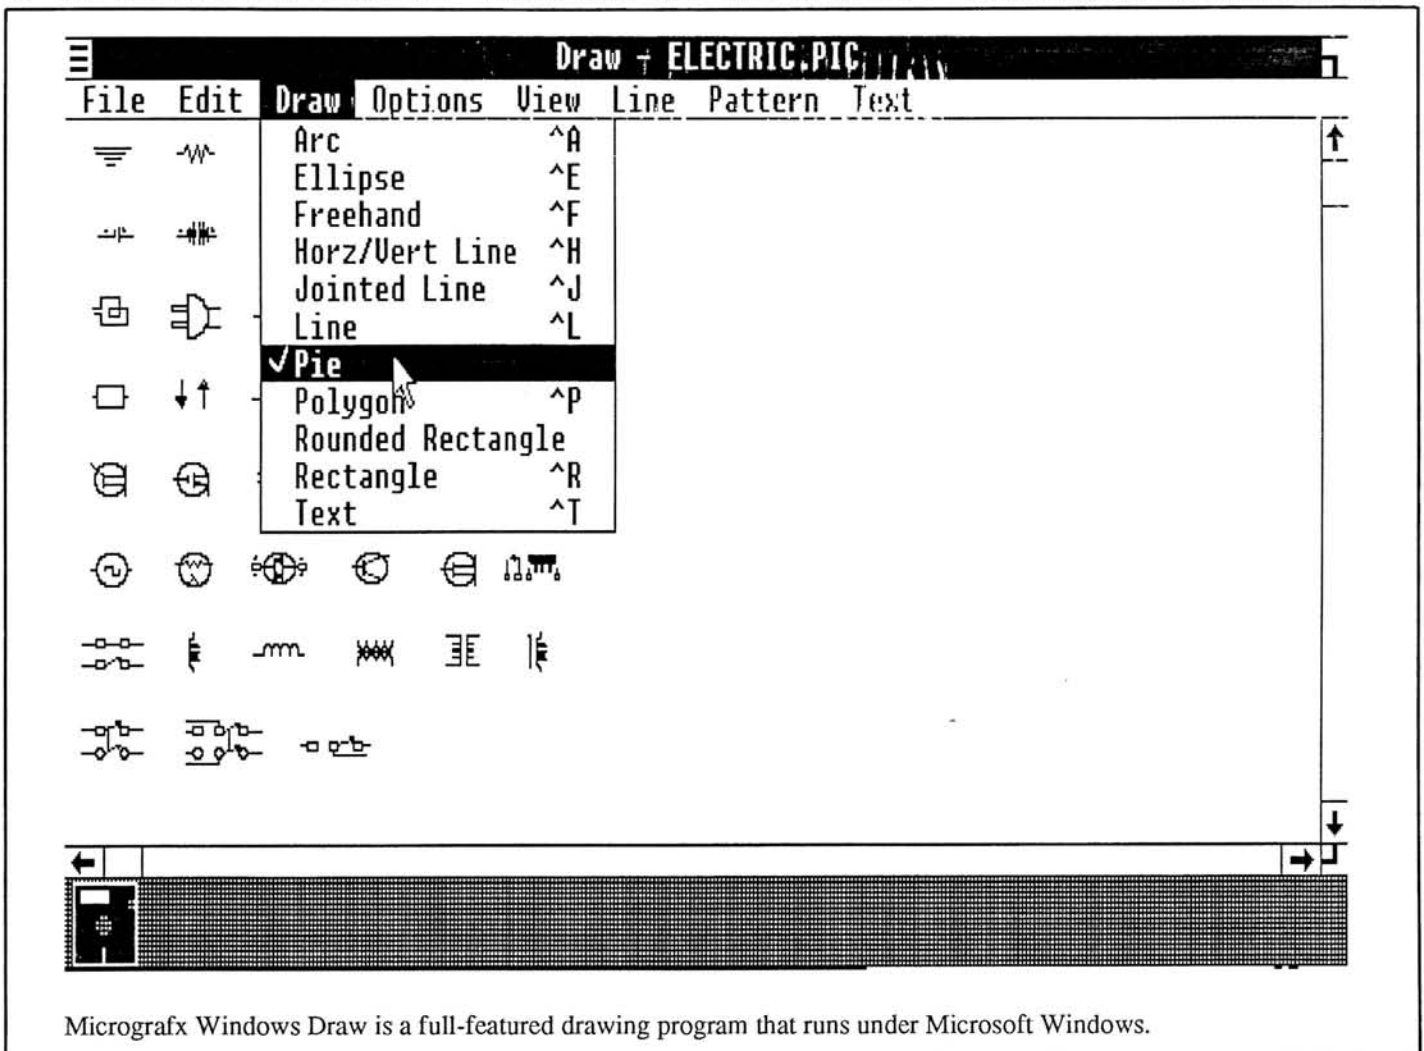 Draw - ELECTRIC.PIC
File Edit Draw Options View Line Pattern Text
Arc ^A
Ellipse ^E
Freehand ^F
Horz/Vert Line ^H
Jointed Line ^J
Line ^L
✓Pie
Polygon ^P
Rounded Rectangle
Rectangle ^R
Text ^T
Micrografx Windows Draw is a full-featured drawing program that runs under Microsoft Windows.